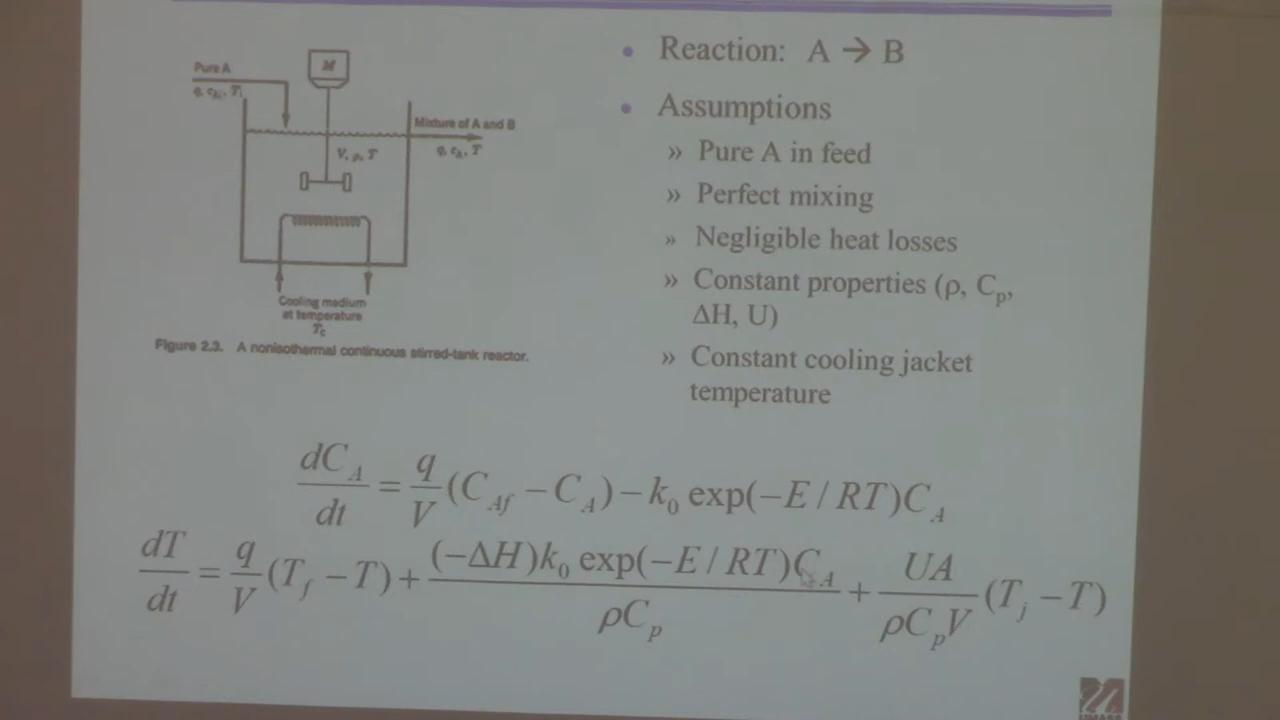 Pure A
q, c_Ai, T_i
M
Mixture of A and B
q, c_A, T
V, ρ, T
Cooling medium
at temperature
T_c
Figure 2.3. A nonisothermal continuous stirred-tank reactor.
• Reaction: A → B
• Assumptions
» Pure A in feed
» Perfect mixing
» Negligible heat losses
» Constant properties (ρ, C_p,
ΔH, U)
» Constant cooling jacket
temperature
dC_A/dt = q/V (C_Af − C_A) − k_0 exp(−E / RT)C_A
dT/dt = q/V (T_f − T) + (−ΔH)k_0 exp(−E / RT)C_A / ρC_p + UA/ρC_pV (T_j − T)